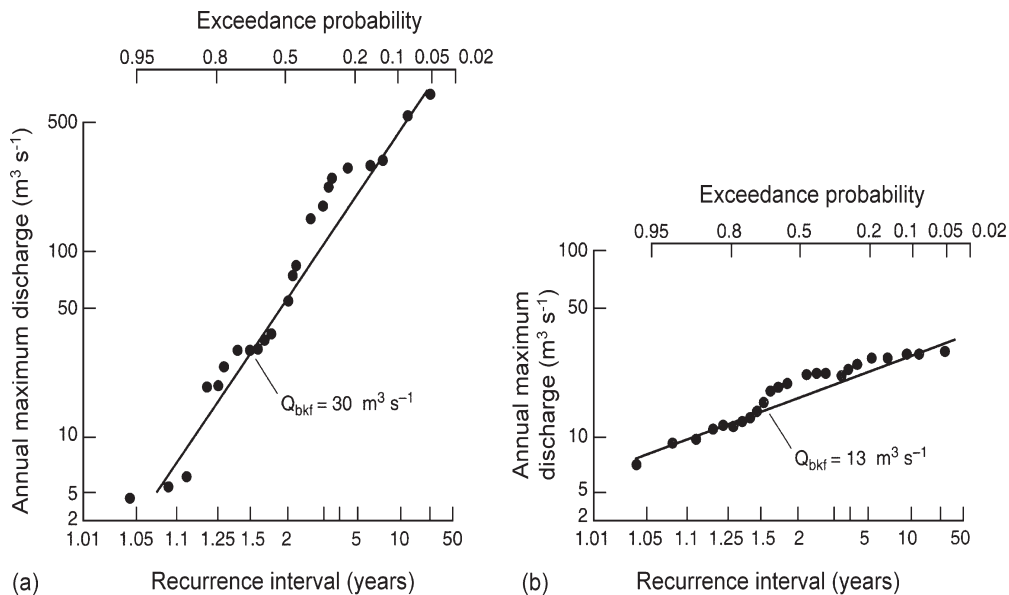 Exceedance probability
0.95 0.8 0.5 0.2 0.1 0.05 0.02
Annual maximum discharge (m³ s⁻¹)
500
100
50
10
5
2
Q_bkf = 30 m³ s⁻¹
1.01 1.05 1.1 1.25 1.5 2 5 10 50
(a) Recurrence interval (years)
Exceedance probability
0.95 0.8 0.5 0.2 0.1 0.05 0.02
Annual maximum
discharge (m³ s⁻¹)
100
50
10
5
2
Q_bkf = 13 m³ s⁻¹
1.01 1.05 1.1 1.25 1.5 2 5 10 50
(b) Recurrence interval (years)